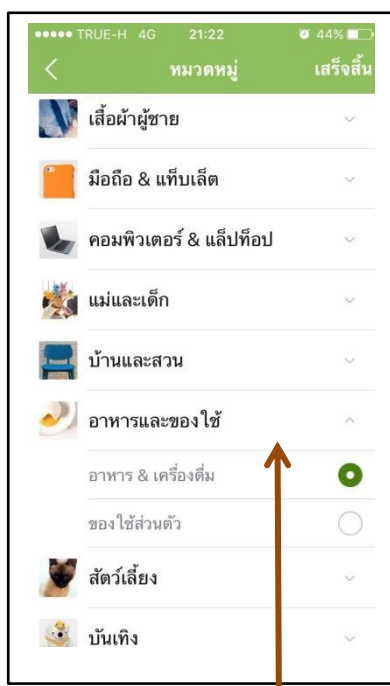 TRUE-H 4G 21:22 44%
หมวดหมู่ เสร็จสิ้น
เสื้อผ้าผู้ชาย
มือถือ & แท็บเล็ต
คอมพิวเตอร์ & แล็ปท็อป
แม่และเด็ก
บ้านและสวน
อาหารและของใช้
อาหาร & เครื่องดื่ม
ของใช้ส่วนตัว
สัตว์เลี้ยง
บันเทิง